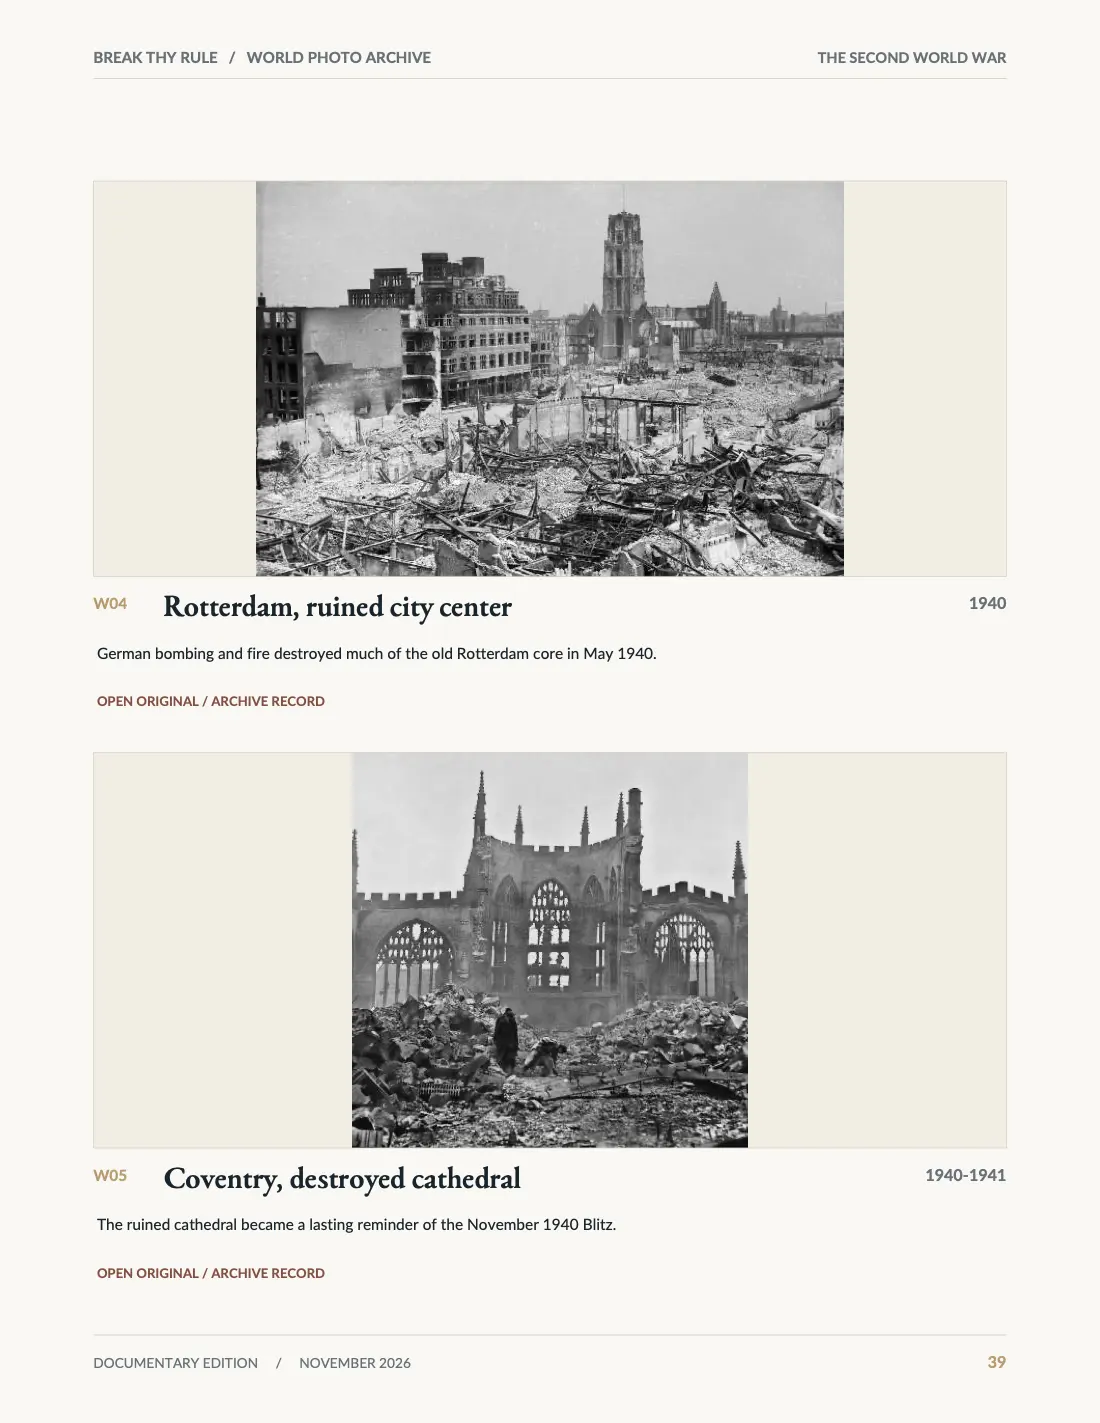 BREAK THY RULE / WORLD PHOTO ARCHIVE
THE SECOND WORLD WAR
W04 Rotterdam, ruined city center 1940
German bombing and fire destroyed much of the old Rotterdam core in May 1940.
OPEN ORIGINAL / ARCHIVE RECORD
W05 Coventry, destroyed cathedral 1940-1941
The ruined cathedral became a lasting reminder of the November 1940 Blitz.
OPEN ORIGINAL / ARCHIVE RECORD
DOCUMENTARY EDITION / NOVEMBER 2026
39